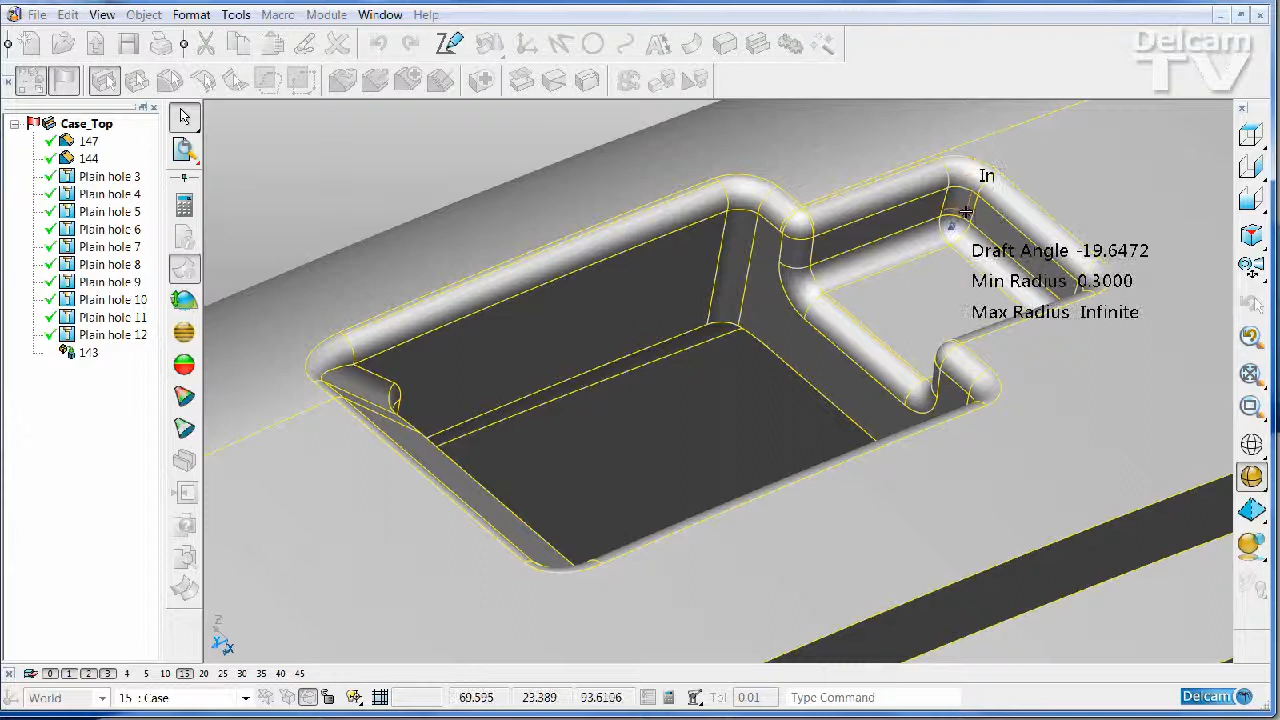 File Edit View Object Format Tools Macro Module Window Help
Delcam
TV
Case_Top
147
144
Plain hole 3
Plain hole 4
Plain hole 5
Plain hole 6
Plain hole 7
Plain hole 8
Plain hole 9
Plain hole 10
Plain hole 11
Plain hole 12
143
In
Draft Angle -19.6472
Min Radius 0.3000
Max Radius Infinite
0 1 2 3 4 5 10 15 20 25 30 35 40 45
World 15 : Case 69.595 23.389 93.6106 Tol 0.01 Type Command Delcam